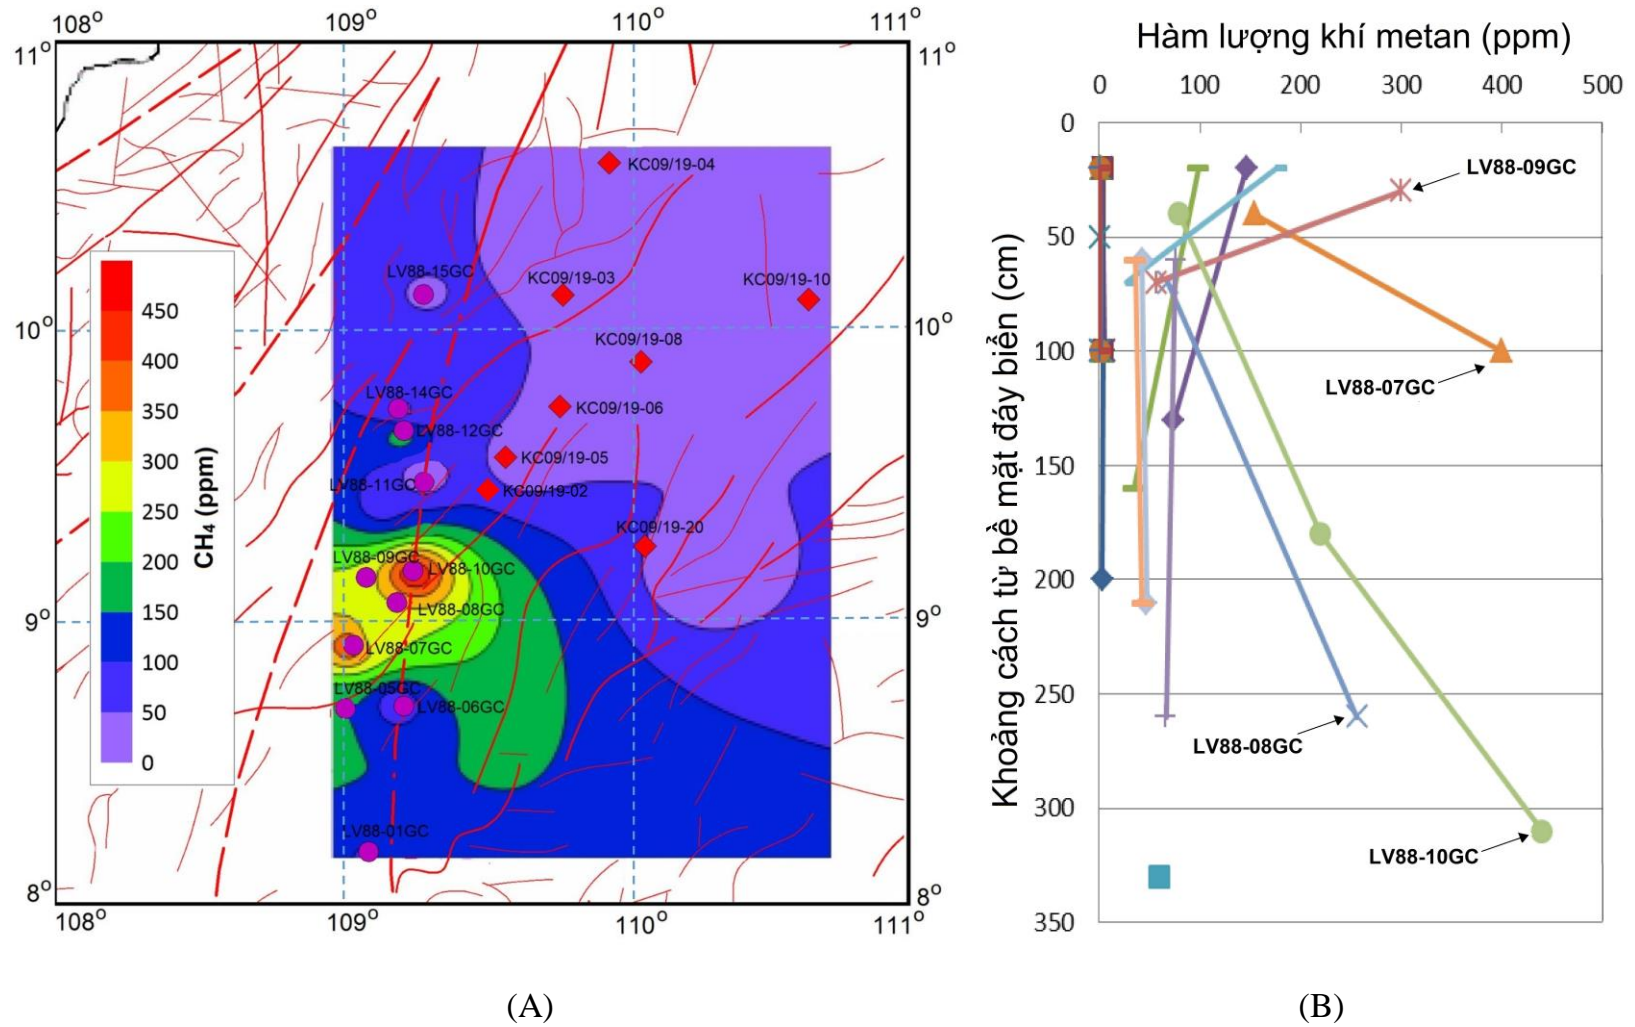 108°
109°
110°
111°
11°
11°
KC09/19-04
LV88-15GC
KC09/19-03
KC09/19-10
10°
10°
KC09/19-08
LV88-14GC
KC09/19-06
LV88-12GC
KC09/19-05
LV88-11GC
KC09/19-02
KC09/19-20
LV88-09GC
LV88-10GC
LV88-08GC
9°
9°
LV88-07GC
LV88-05GC
LV88-06GC
LV88-01GC
8°
8°
108°
109°
110°
111°
450
400
350
300
250
200
150
100
50
0
CH₄ (ppm)
(A)
Hàm lượng khí metan (ppm)
0
100
200
300
400
500
Khoảng cách từ bề mặt đáy biển (cm)
0
50
100
150
200
250
300
350
LV88-09GC
LV88-07GC
LV88-08GC
LV88-10GC
(B)